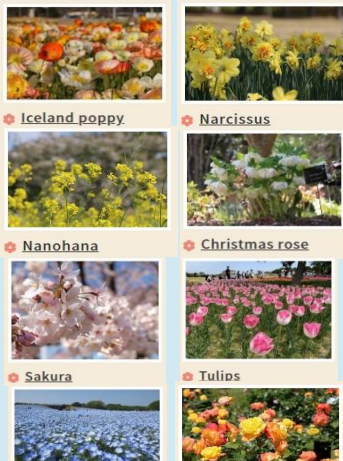 Iceland poppy
Narcissus
Nanohana
Christmas rose
Sakura
Tulips